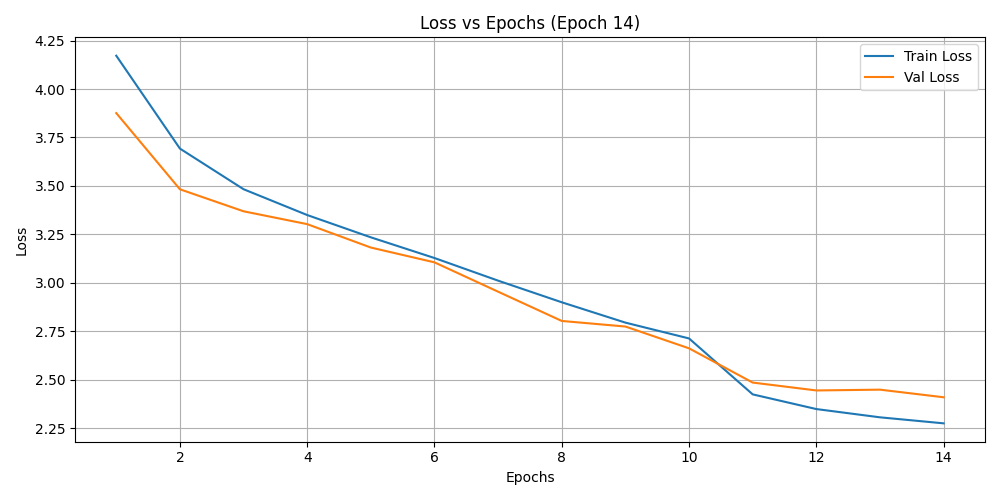 Loss vs Epochs (Epoch 14)
Train Loss
Val Loss
4.25
4.00
3.75
3.50
3.25
3.00
2.75
2.50
2.25
Loss
2 4 6 8 10 12 14
Epochs